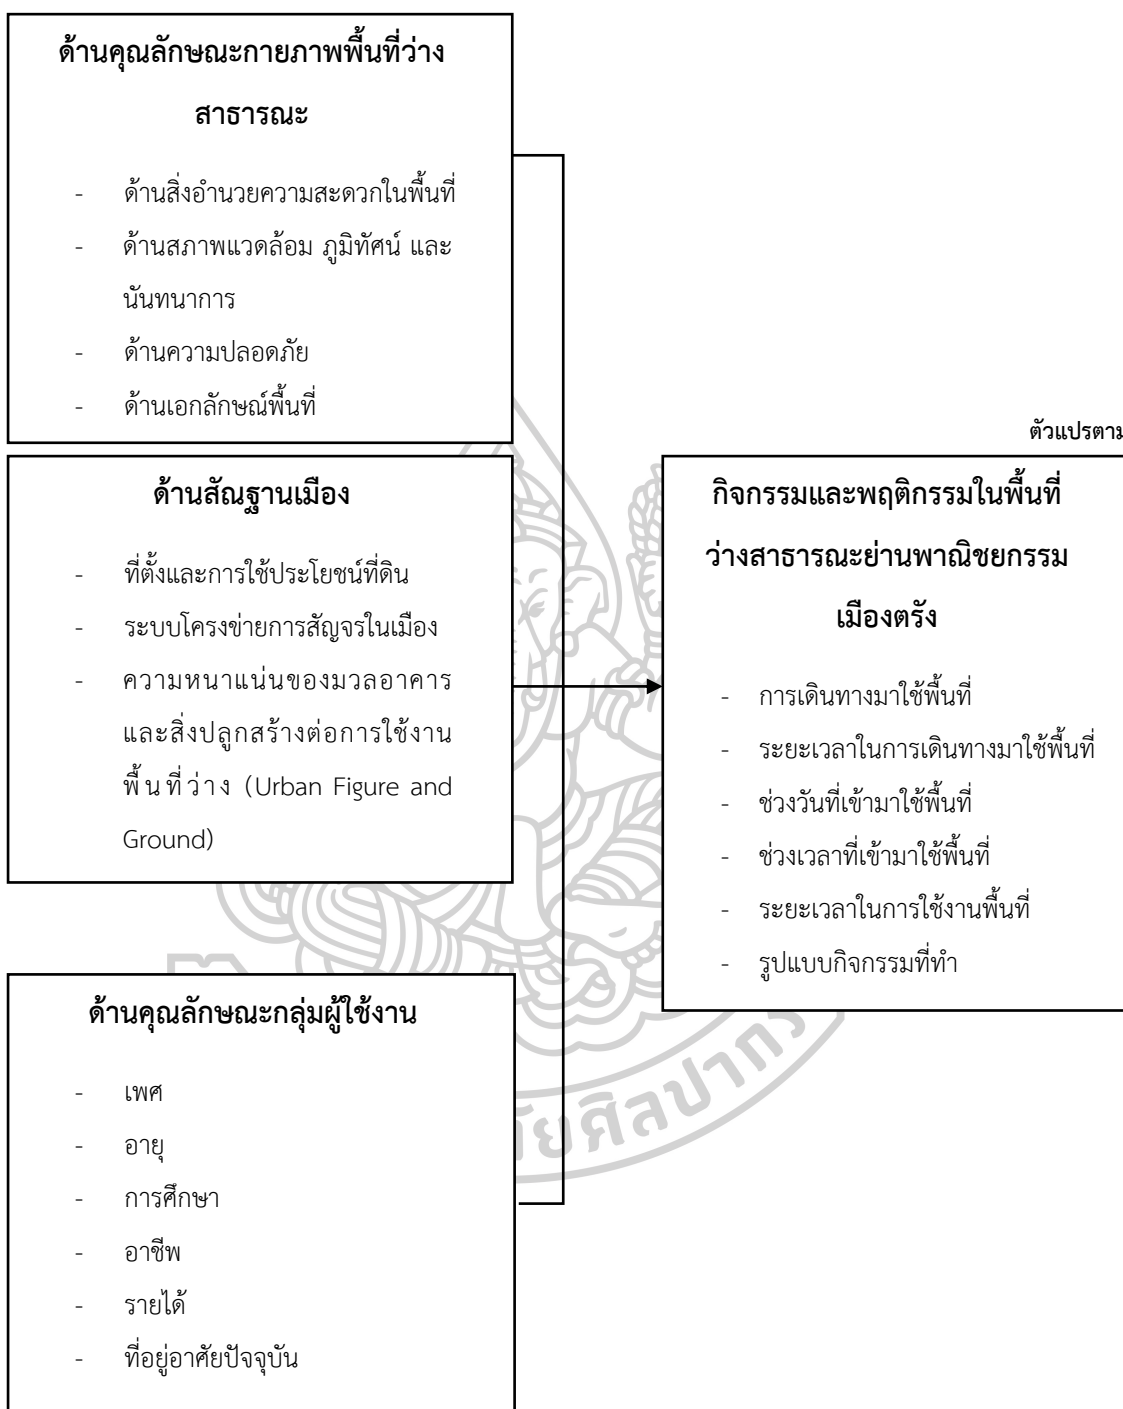 ด้านคุณลักษณะกายภาพพื้นที่ว่าง
สาธารณะ
- ด้านสิ่งอำนวยความสะดวกในพื้นที่
- ด้านสภาพแวดล้อม ภูมิทัศน์ และ
นันทนาการ
- ด้านความปลอดภัย
- ด้านเอกลักษณ์พื้นที่
ด้านสัณฐานเมือง
- ที่ตั้งและการใช้ประโยชน์ที่ดิน
- ระบบโครงข่ายการสัญจรในเมือง
- ความหนาแน่นของมวลอาคาร
และสิ่งปลูกสร้างต่อการใช้งาน
พื้นที่ว่าง (Urban Figure and
Ground)
ด้านคุณลักษณะกลุ่มผู้ใช้งาน
- เพศ
- อายุ
- การศึกษา
- อาชีพ
- รายได้
- ที่อยู่อาศัยปัจจุบัน
ตัวแปรตาม
กิจกรรมและพฤติกรรมในพื้นที่
ว่างสาธารณะย่านพาณิชยกรรม
เมืองตรัง
- การเดินทางมาใช้พื้นที่
- ระยะเวลาในการเดินทางมาใช้พื้นที่
- ช่วงวันที่เข้ามาใช้พื้นที่
- ช่วงเวลาที่เข้ามาใช้พื้นที่
- ระยะเวลาในการใช้งานพื้นที่
- รูปแบบกิจกรรมที่ทำ